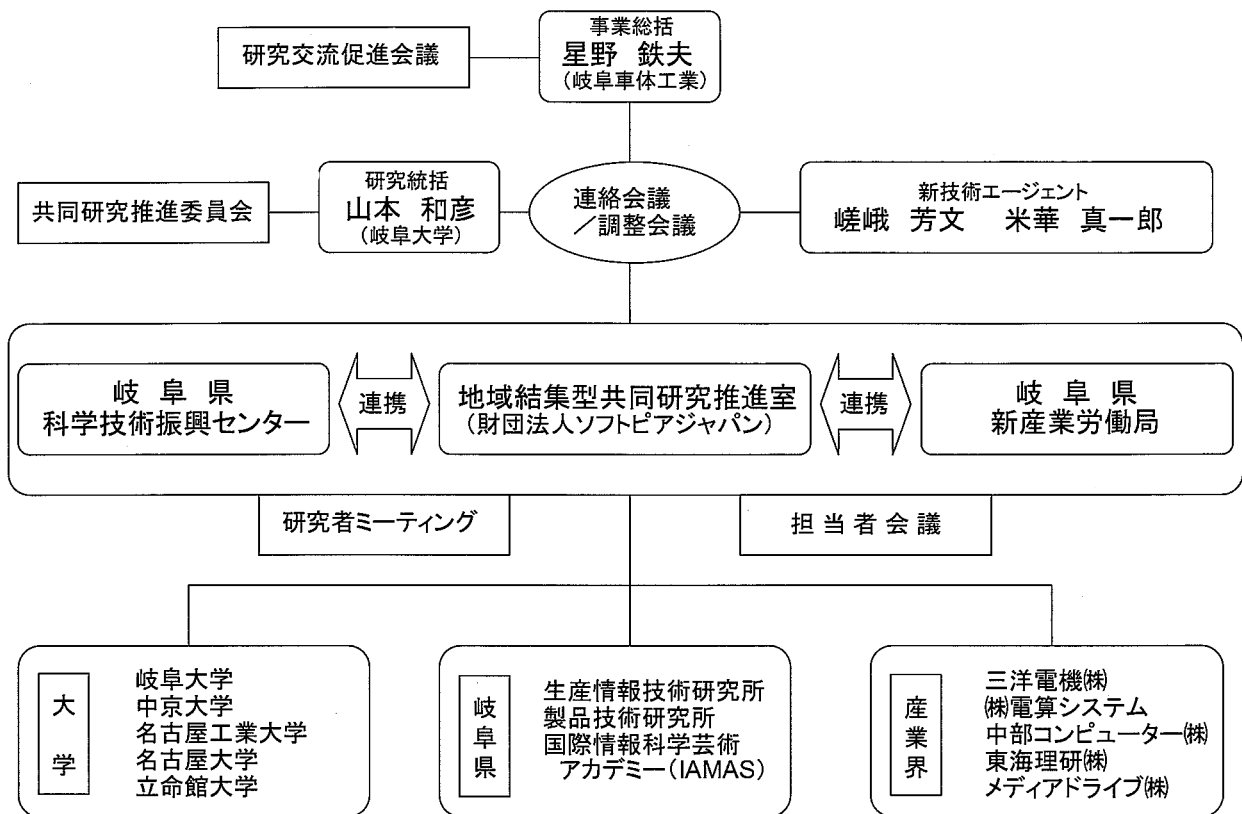 研究交流促進会議
事業総括
星野 鉄夫
(岐阜車体工業)
共同研究推進委員会
研究統括
山本 和彦
(岐阜大学)
連絡会議
／調整会議
新技術エージェント
嵯峨 芳文 米華 真一郎
岐 阜 県
科学技術振興センター
連携
地域結集型共同研究推進室
(財団法人ソフトピアジャパン)
連携
岐 阜 県
新産業労働局
研究者ミーティング
担 当 者 会 議
大学
岐阜大学
中京大学
名古屋工業大学
名古屋大学
立命館大学
岐阜県
生産情報技術研究所
製品技術研究所
国際情報科学芸術
アカデミー(IAMAS)
産業界
三洋電機㈱
㈱電算システム
中部コンピューター㈱
東海理研㈱
メディアドライブ㈱